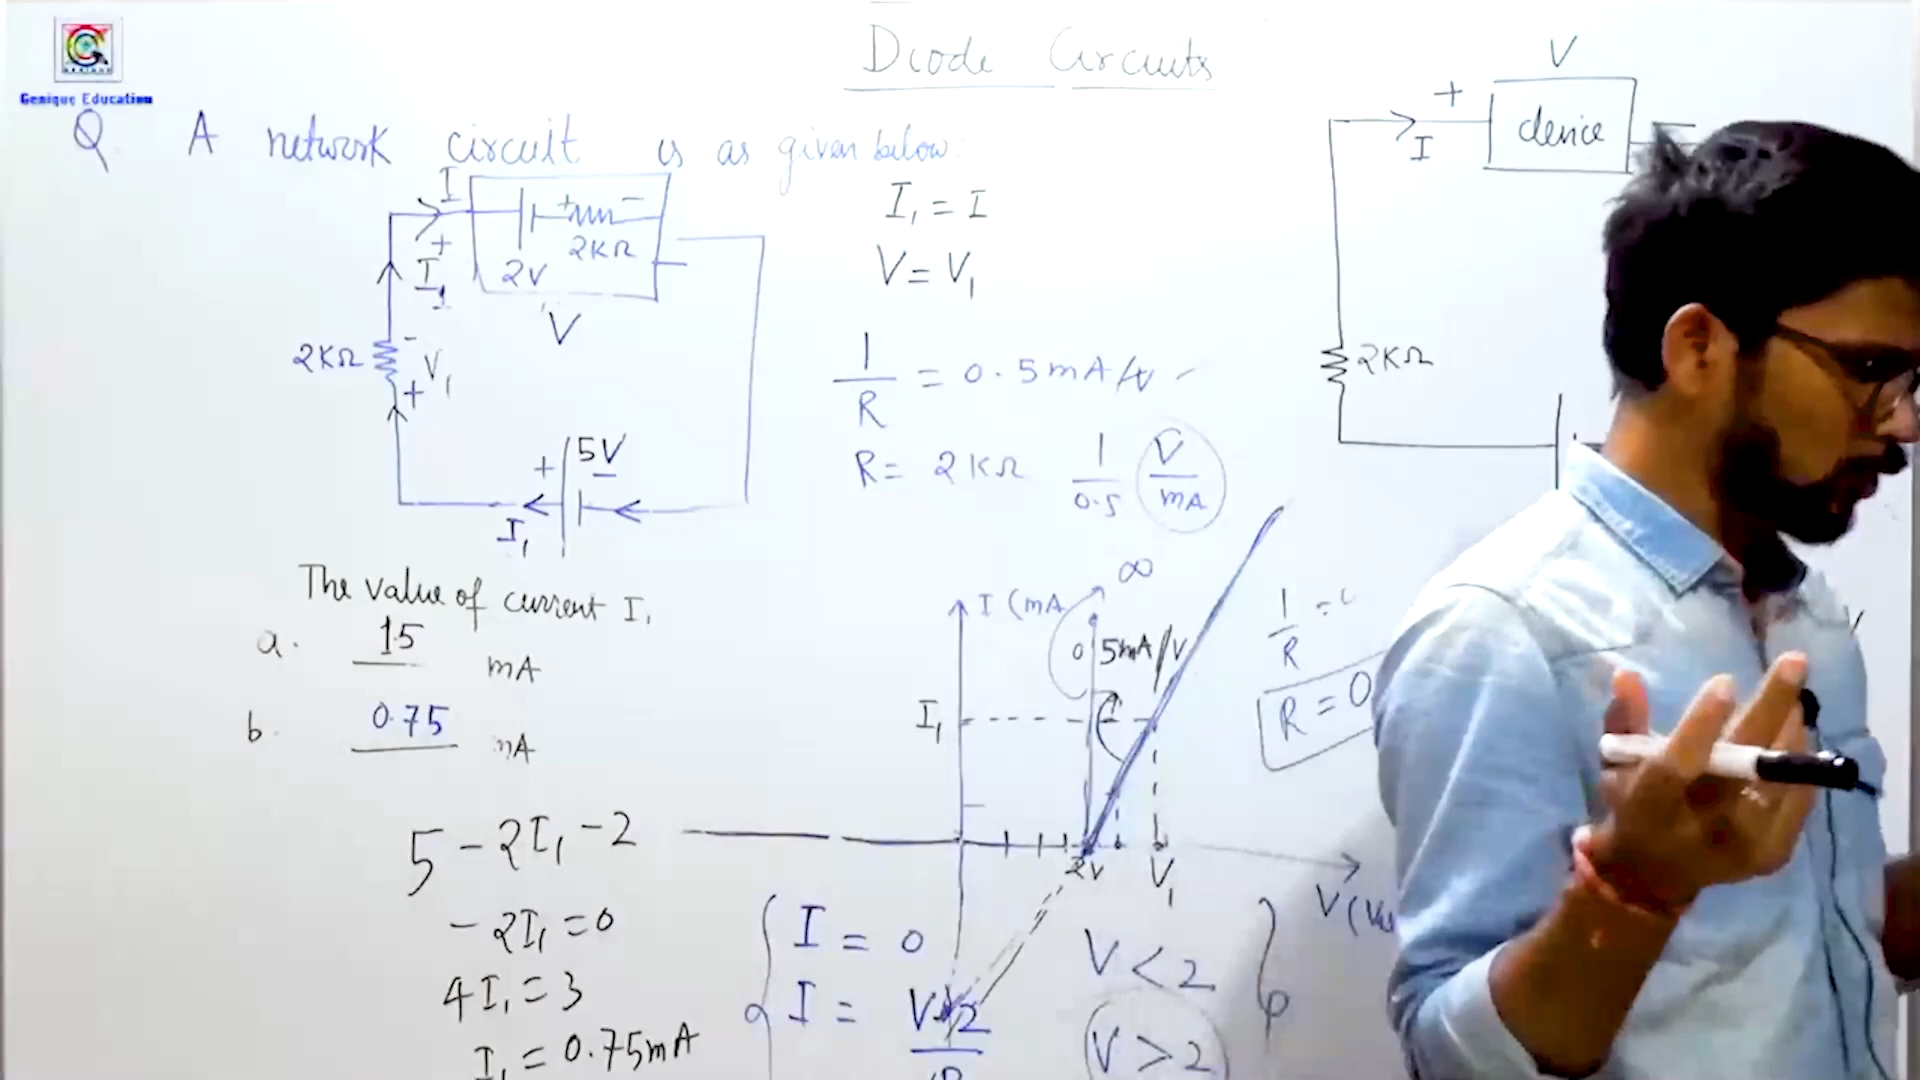 Genique Education
Diode Circuits
Q A network circuit is as given below:
I
+ -
2KΩ
2V
+
I1
V
2KΩ
-
V1
+
5V
+
I1
I1 = I
V = V1
1/R = 0.5mA/V
R = 2KΩ 1/0.5 V/mA
V
+
device
I
2KΩ
The value of current I1
a. 1.5 mA
b. 0.75 mA
5 - 2I1 - 2
- 2I1 = 0
4I1 = 3
I1 = 0.75mA
∞
I (mA
0.5mA/V
I1
2V
V1
1/R =
R = 0
I = 0 V < 2
I = V-2 V > 2